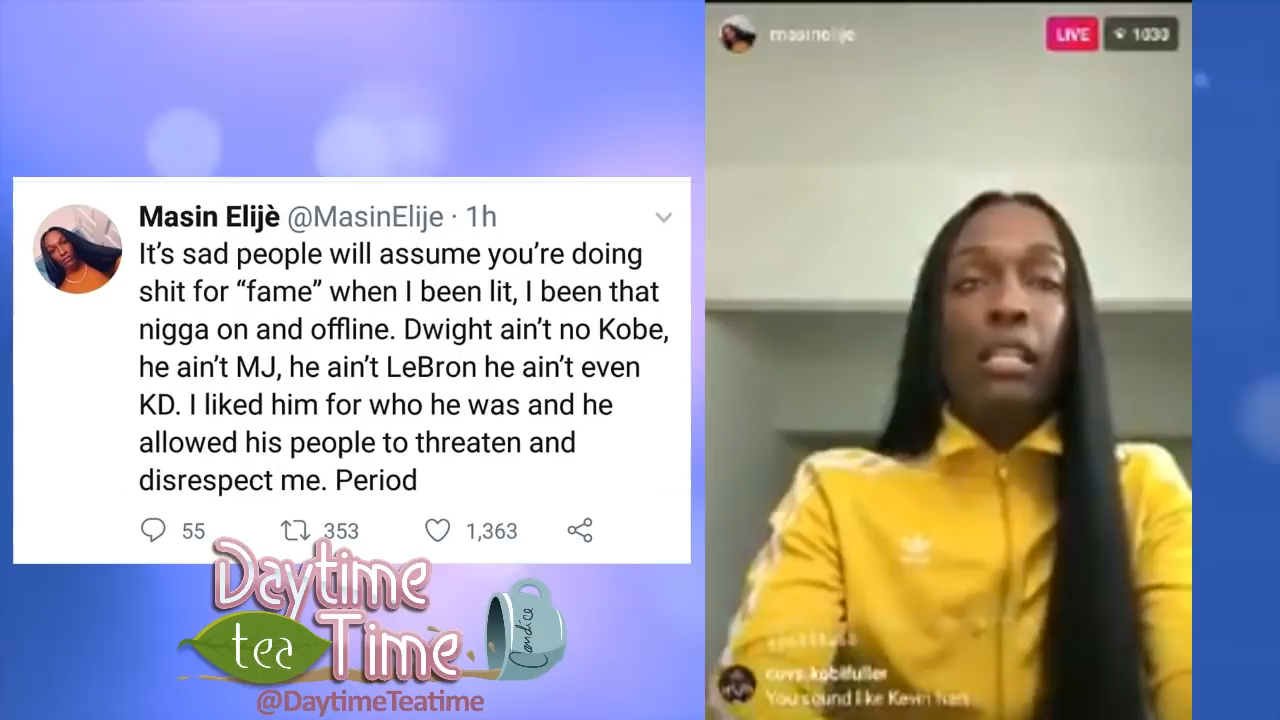 Masin Elijè @MasinElije · 1h
It's sad people will assume you're doing
shit for “fame” when I been lit, I been that
nigga on and offline. Dwight ain't no Kobe,
he ain't MJ, he ain't LeBron he ain't even
KD. I liked him for who he was and he
allowed his people to threaten and
disrespect me. Period
55 353 1,363
Daytime
tea Time
Candice
@DaytimeTeatime
masinelije
LIVE 1030
You sound like Kevin hart